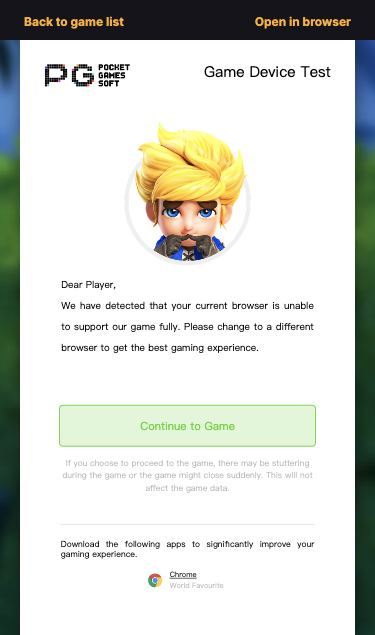 Back to game list
Open in browser
PG POCKET GAMES SOFT
Game Device Test
Dear Player,
We have detected that your current browser is unable
to support our game fully. Please change to a different
browser to get the best gaming experience.
Continue to Game
If you choose to proceed to the game, there may be stuttering
during the game or the game might close suddenly. This will not
affect the game data.
Download the following apps to significantly improve your
gaming experience.
Chrome
World Favourite